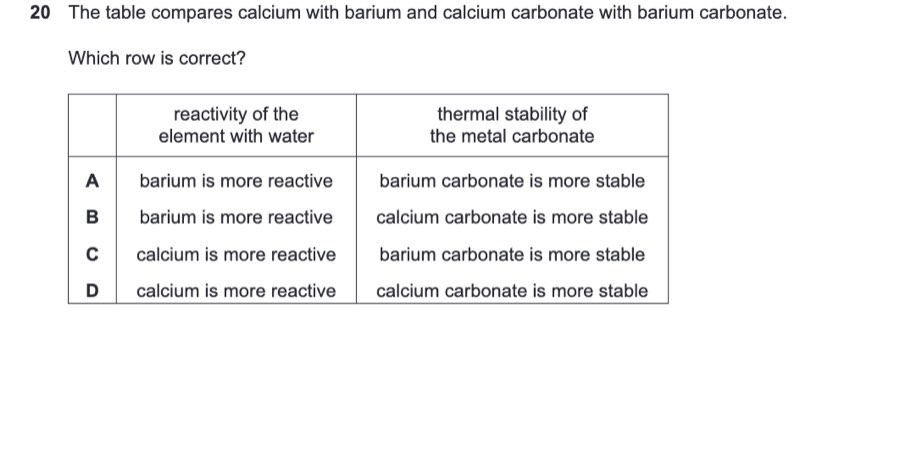 20 The table compares calcium with barium and calcium carbonate with barium carbonate.
Which row is correct?
reactivity of the element with water
thermal stability of the metal carbonate
A barium is more reactive barium carbonate is more stable
B barium is more reactive calcium carbonate is more stable
C calcium is more reactive barium carbonate is more stable
D calcium is more reactive calcium carbonate is more stable